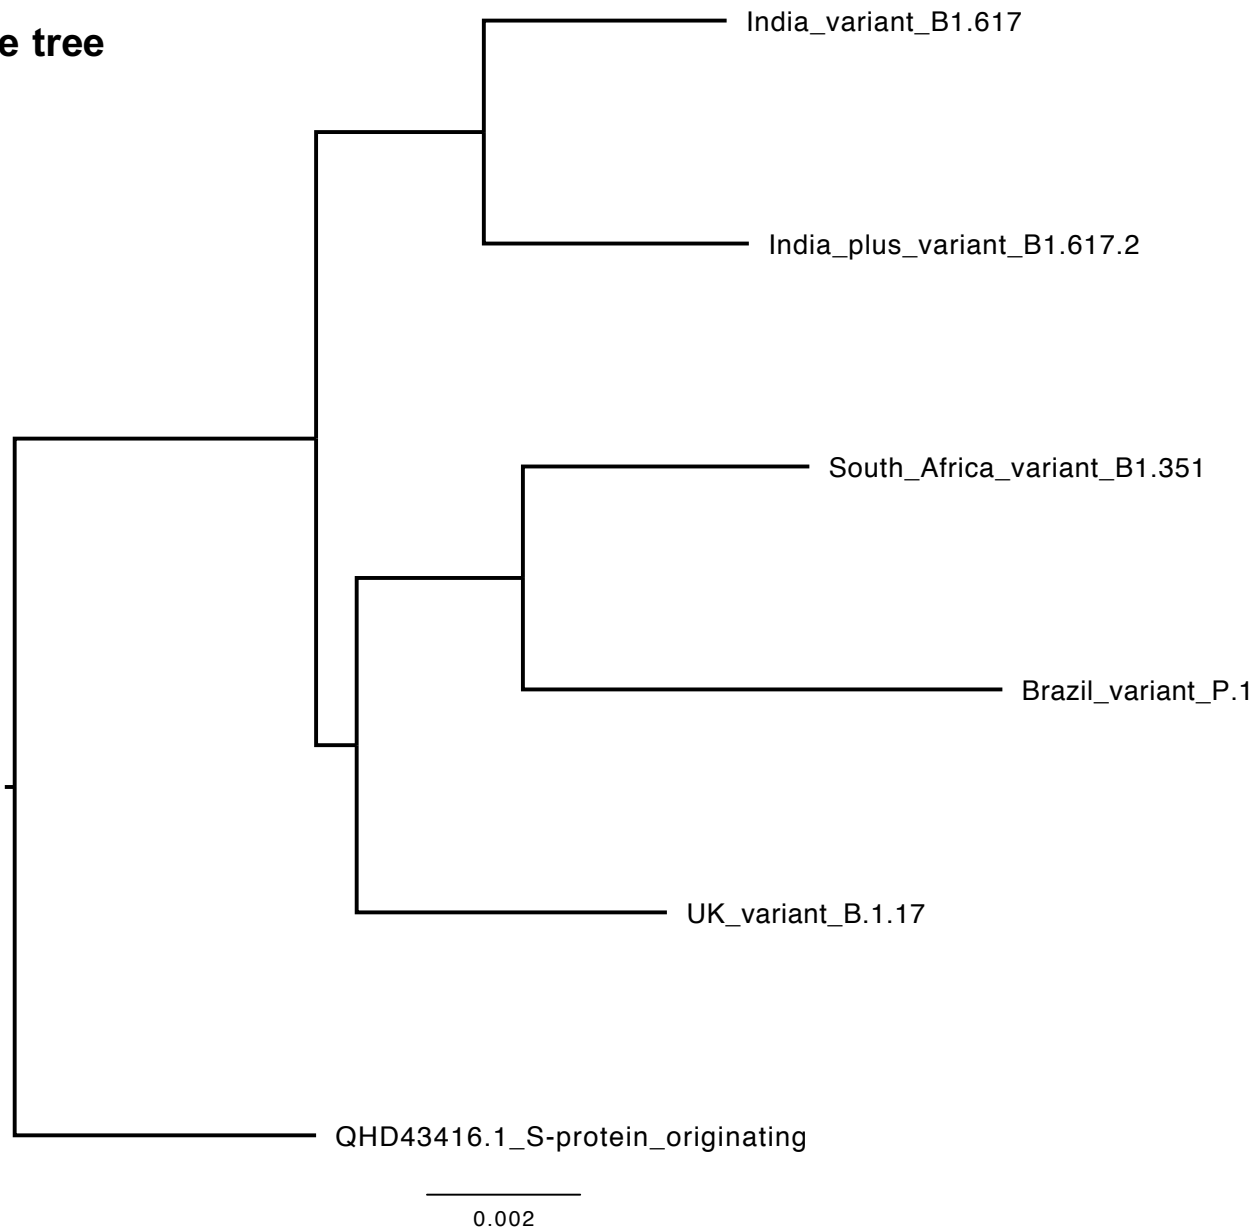 e tree
India_variant_B1.617
India_plus_variant_B1.617.2
South_Africa_variant_B1.351
Brazil_variant_P.1
UK_variant_B.1.17
QHD43416.1_S-protein_originating
0.002